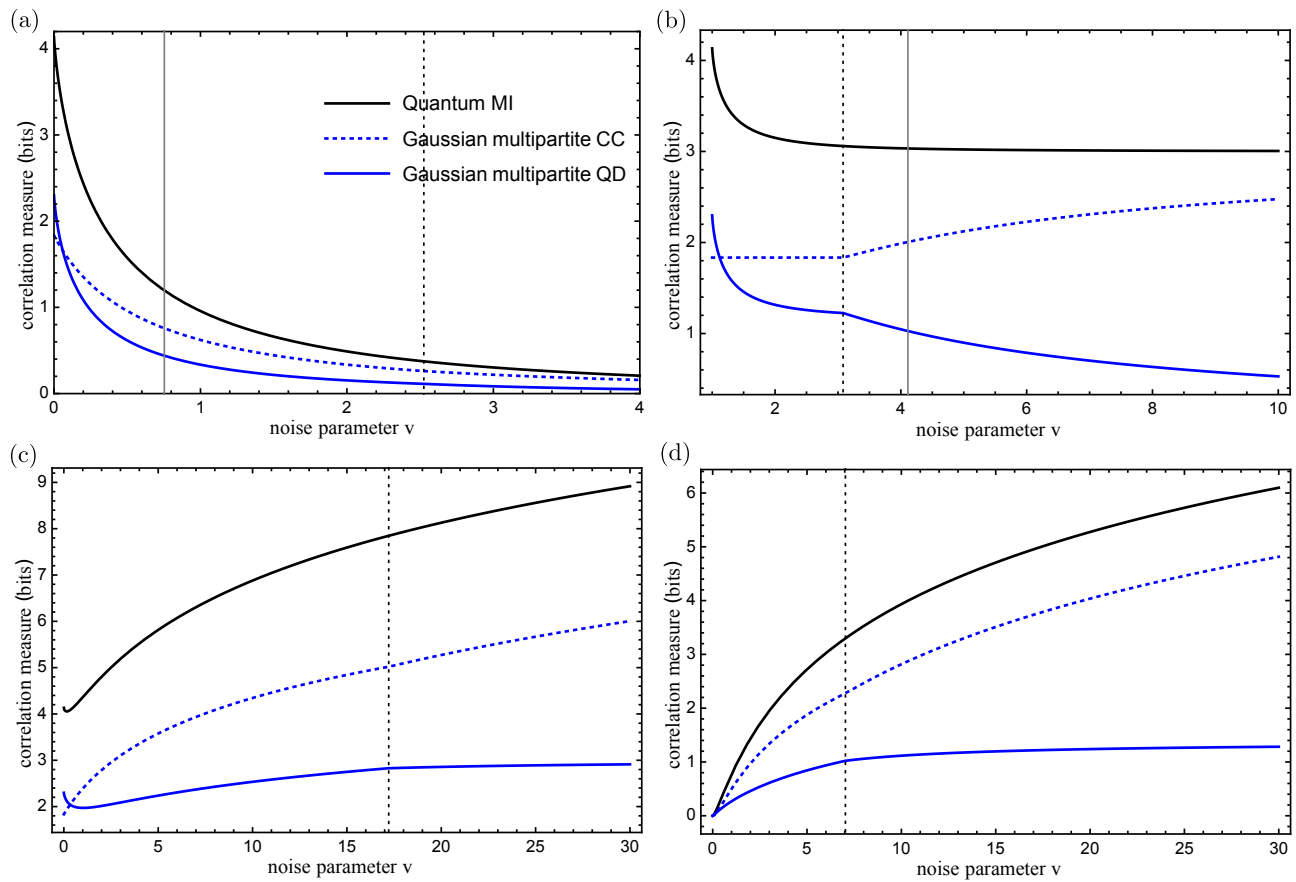 (a)
correlation measure (bits)
4
3
2
1
0
Quantum MI
Gaussian multipartite CC
Gaussian multipartite QD
0 1 2 3 4
noise parameter v
(b)
correlation measure (bits)
4
3
2
1
2 4 6 8 10
noise parameter v
(c)
correlation measure (bits)
9
8
7
6
5
4
3
2
0 5 10 15 20 25 30
noise parameter v
(d)
correlation measure (bits)
6
5
4
3
2
1
0
0 5 10 15 20 25 30
noise parameter v